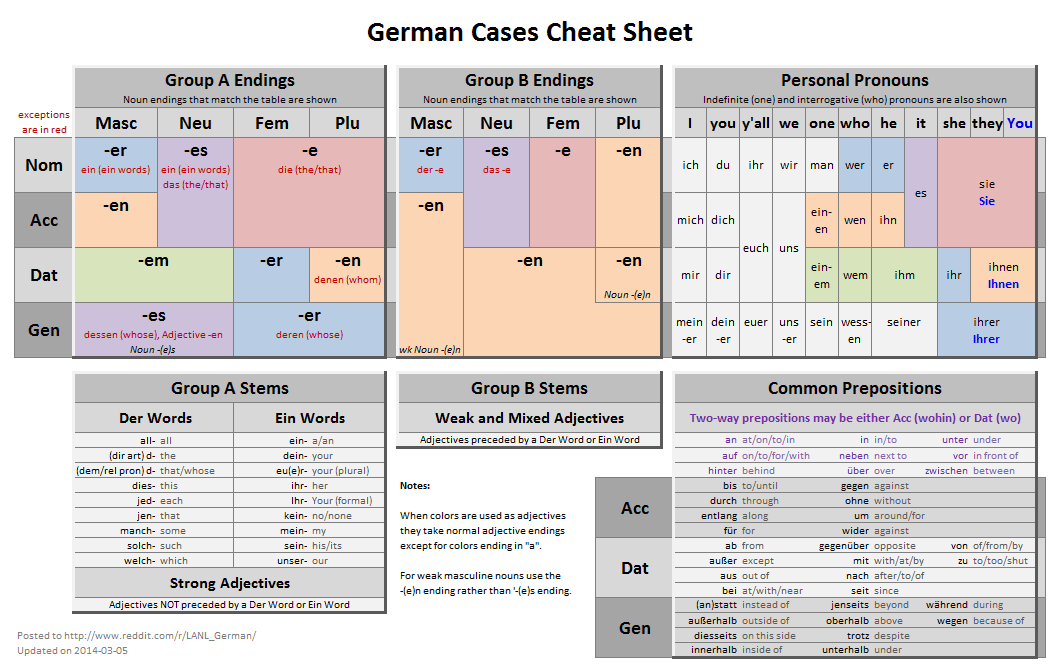 German Cases Cheat Sheet
Group A Endings
Noun endings that match the table are shown
exceptions
are in red
Masc Neu Fem Plu
Nom
-er
ein (ein words)
-es
ein (ein words)
das (the/that)
-e
die (the/that)
Acc
-en
Dat
-em
-er
-en
denen (whom)
Gen
-es
dessen (whose), Adjective -en
Noun -(e)s
-er
deren (whose)
Group B Endings
Noun endings that match the table are shown
Masc Neu Fem Plu
-er
der -e
-es
das -e
-e
-en
-en
-en
-en
Noun -(e)n
wk Noun -(e)n
Personal Pronouns
Indefinite (one) and interrogative (who) pronouns are also shown
I you y'all we one who he it she they You
ich du ihr wir man wer er es sie
Sie
mich dich euch uns ein-
en wen ihn
mir dir ein-
em wem ihm ihr ihnen
Ihnen
mein
-er dein
-er euer uns
-er sein wess-
en seiner ihrer
Ihrer
Group A Stems
Der Words Ein Words
all- all ein- a/an
(dir art) d- the dein- your
(dem/rel pron) d- that/whose eu(e)r- your (plural)
dies- this ihr- her
jed- each Ihr- Your (formal)
jen- that kein- no/none
manch- some mein- my
solch- such sein- his/its
welch- which unser- our
Strong Adjectives
Adjectives NOT preceded by a Der Word or Ein Word
Group B Stems
Weak and Mixed Adjectives
Adjectives preceded by a Der Word or Ein Word
Notes:
When colors are used as adjectives
they take normal adjective endings
except for colors ending in "a".
For weak masculine nouns use the
-(e)n ending rather than '-(e)s ending.
Common Prepositions
Two-way prepositions may be either Acc (wohin) or Dat (wo)
an at/on/to/in in in/to unter under
auf on/to/for/with neben next to vor in front of
hinter behind über over zwischen between
Acc
bis to/until gegen against
durch through ohne without
entlang along um around/for
für for wider against
Dat
ab from gegenüber opposite von of/from/by
außer except mit with/at/by zu to/too/shut
aus out of nach after/to/of
bei at/with/near seit since
Gen
(an)statt instead of jenseits beyond während during
außerhalb outside of oberhalb above wegen because of
diesseits on this side trotz despite
innerhalb inside of unterhalb under
Posted to http://www.reddit.com/r/LANL_German/
Updated on 2014-03-05